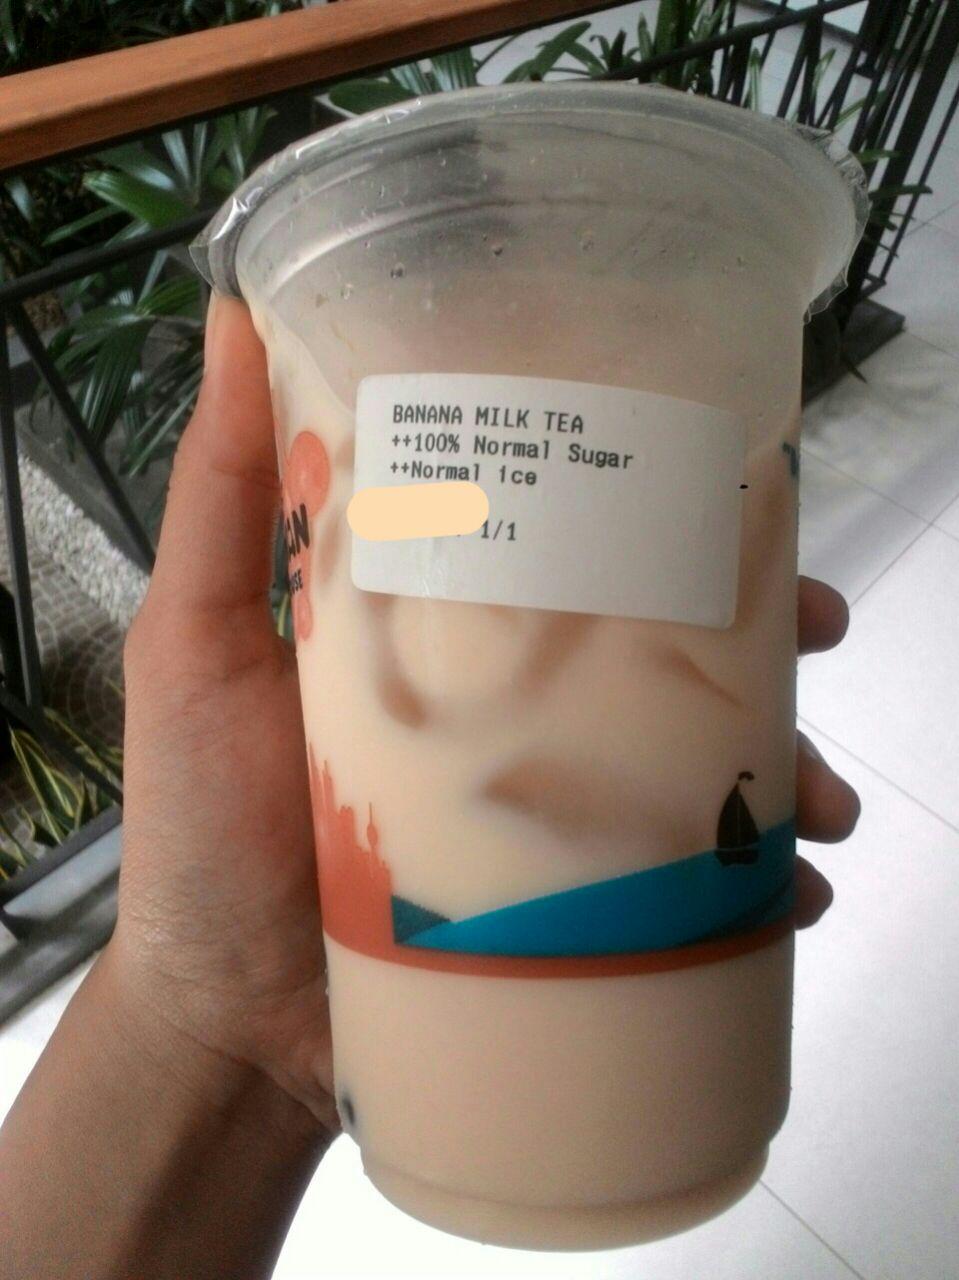 BANANA MILK TEA
++100% Normal Sugar
++Normal ice
1/1